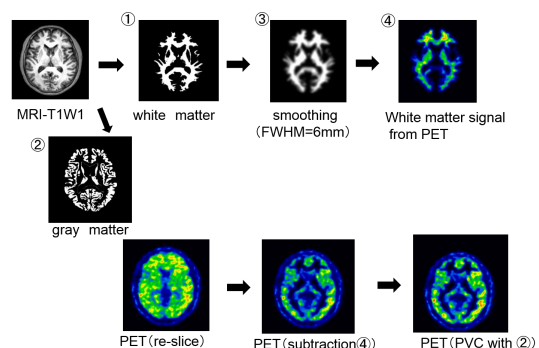 ① ③ ④
MRI-T1W1 white matter smoothing White matter signal
(FWHM=6mm) from PET
②
gray matter
PET(re-slice) PET(subtraction④) PET(PVC with ②)